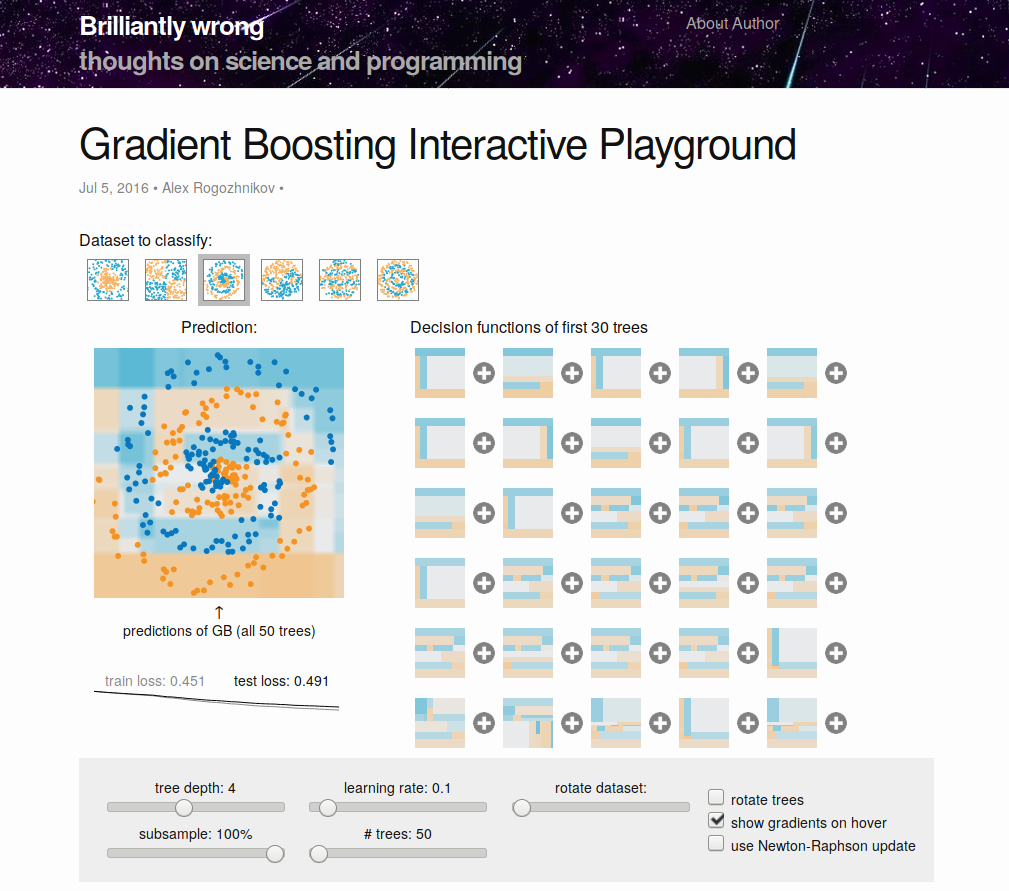 Brilliantly wrong
About Author
thoughts on science and programming
Gradient Boosting Interactive Playground
Jul 5, 2016 • Alex Rogozhnikov •
Dataset to classify:
Prediction:
Decision functions of first 30 trees
↑
predictions of GB (all 50 trees)
train loss: 0.451
test loss: 0.491
tree depth: 4
learning rate: 0.1
rotate dataset:
rotate trees
show gradients on hover
subsample: 100%
# trees: 50
use Newton-Raphson update